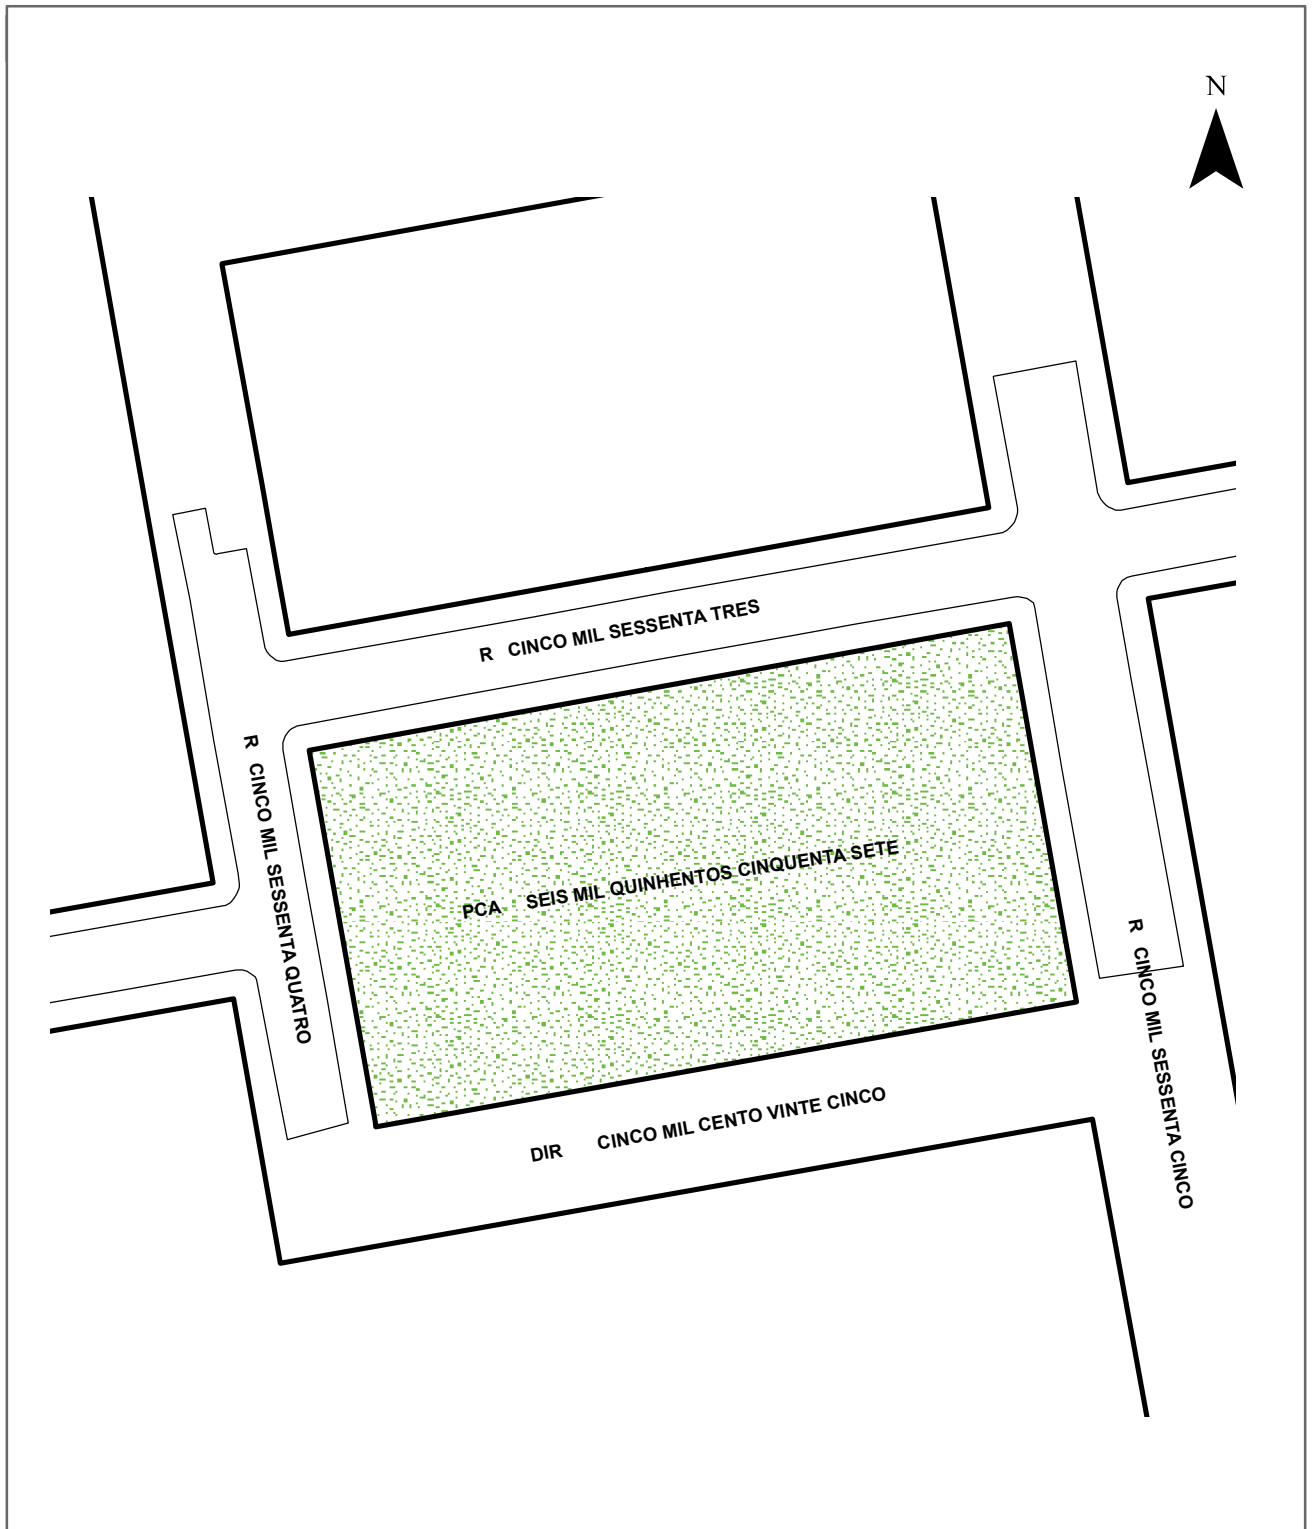 N
R CINCO MIL SESSENTA TRES
R CINCO MIL SESSENTA QUATRO
PCA SEIS MIL QUINHENTOS CINQUENTA SETE
R CINCO MIL SESSENTA CINCO
DIR CINCO MIL CENTO VINTE CINCO